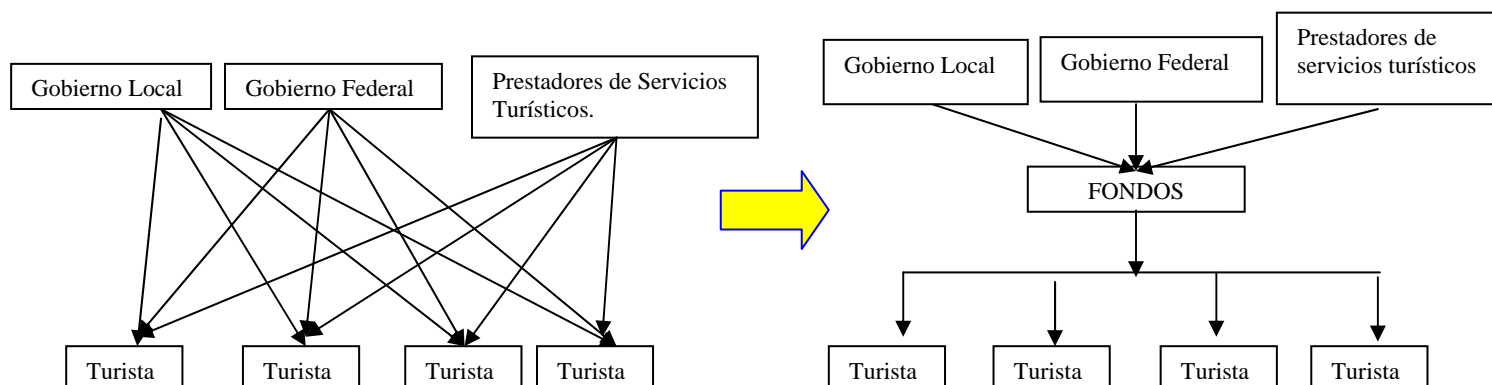 Gobierno Local
Gobierno Federal
Prestadores de Servicios
Turísticos.
Turista
Turista
Turista
Turista
Gobierno Local
Gobierno Federal
Prestadores de
servicios turísticos
FONDOS
Turista
Turista
Turista
Turista